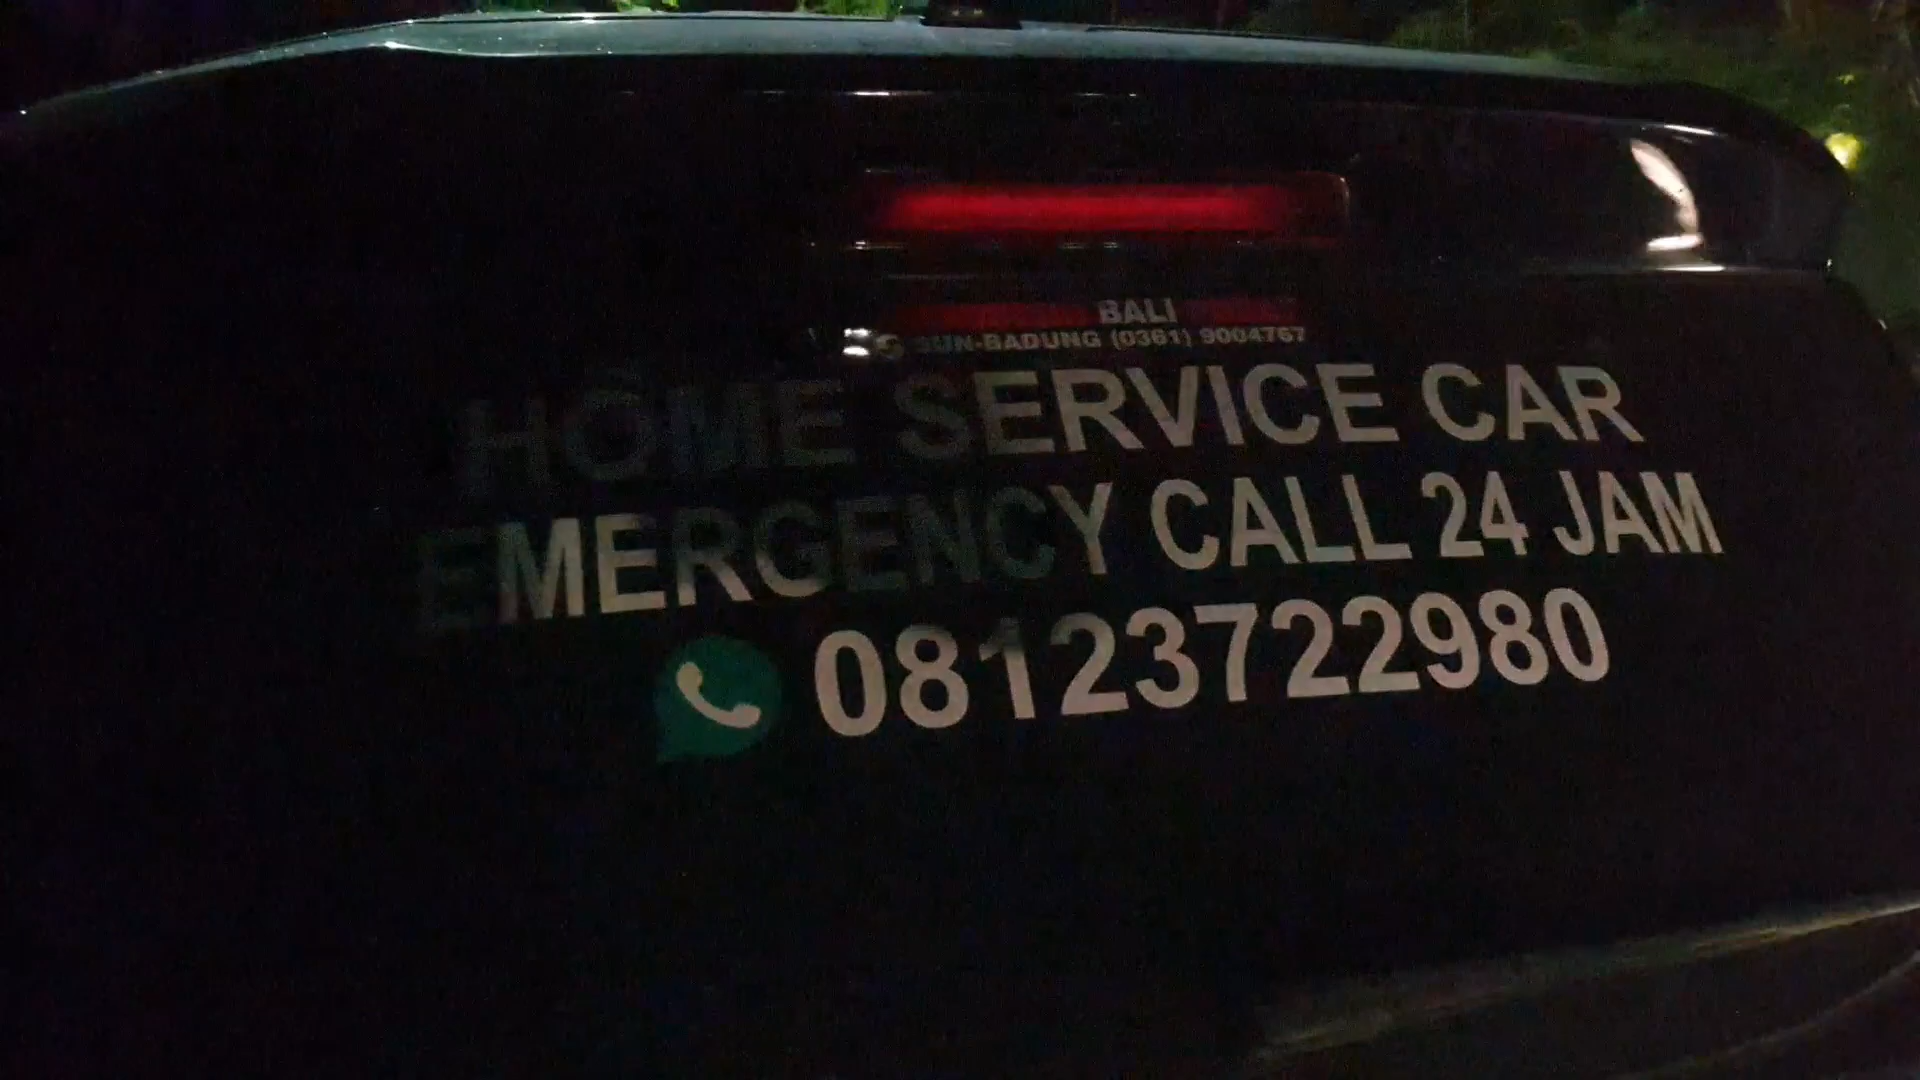 BALI
SUN-BADUNG (0361) 9004767
HOME SERVICE CAR
EMERGENCY CALL 24 JAM
08123722980